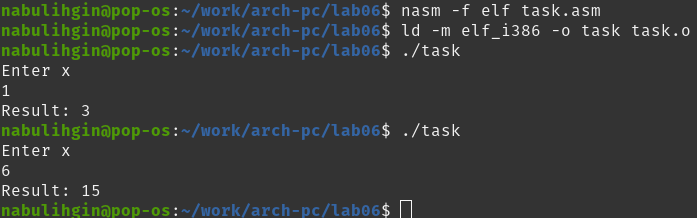 nabulihgin@pop-os:~/work/arch-pc/lab06$ nasm -f elf task.asm
nabulihgin@pop-os:~/work/arch-pc/lab06$ ld -m elf_i386 -o task task.o
nabulihgin@pop-os:~/work/arch-pc/lab06$ ./task
Enter x
1
Result: 3
nabulihgin@pop-os:~/work/arch-pc/lab06$ ./task
Enter x
6
Result: 15
nabulihgin@pop-os:~/work/arch-pc/lab06$